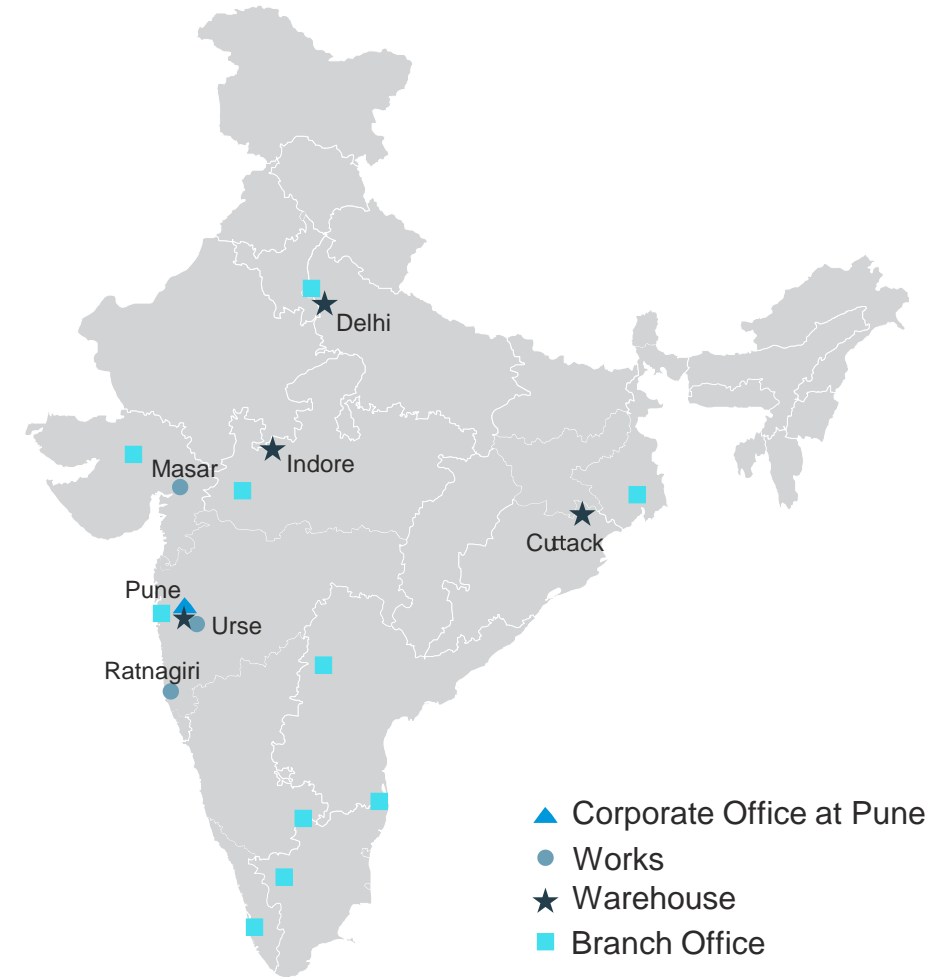 Delhi
Indore
Masar
Cuttack
Pune
Urse
Ratnagiri
Corporate Office at Pune
Works
Warehouse
Branch Office